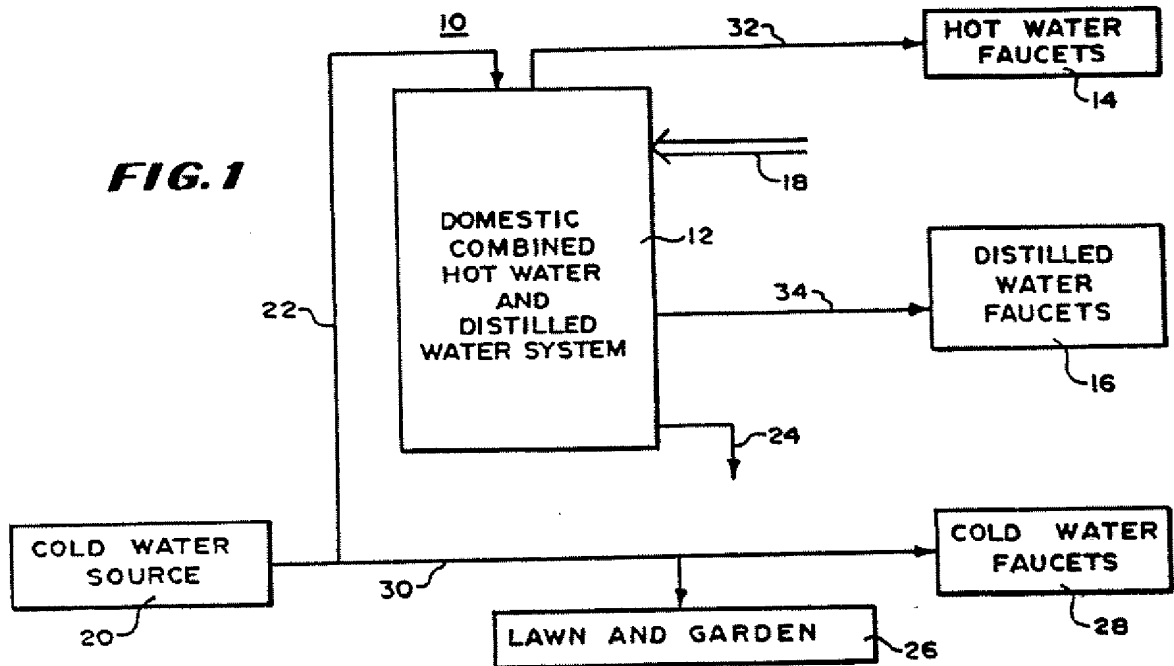 10
32
HOT WATER
FAUCETS
14
FIG. 1
18
DOMESTIC
COMBINED
HOT WATER
AND
DISTILLED
WATER SYSTEM
12
22
34
DISTILLED
WATER
FAUCETS
16
24
COLD WATER
SOURCE
20
30
COLD WATER
FAUCETS
28
LAWN AND GARDEN
26